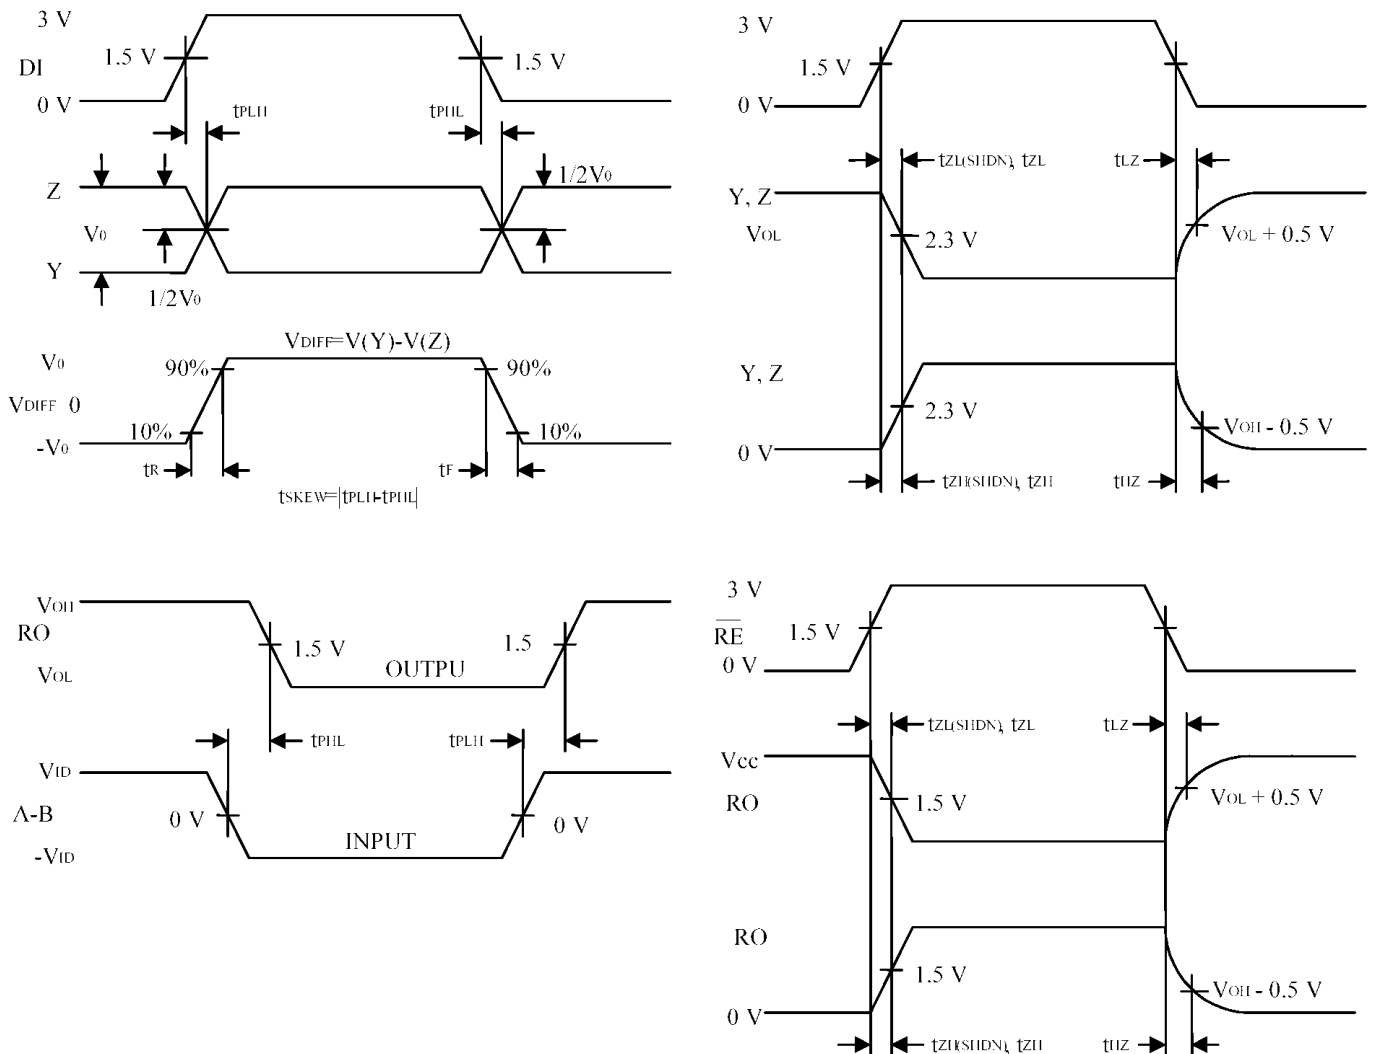 3 V
1.5 V
1.5 V
DI
0 V
tPLH
tPHL
Z
1/2V0
V0
Y
1/2V0
VDIFF=V(Y)-V(Z)
V0
90%
90%
VDIFF 0
10%
10%
-V0
tR
tF
tSKEW=|tPLH-tPHL|
3 V
1.5 V
0 V
tZL(SHDN), tZL
tLZ
Y, Z
VOL
2.3 V
VOL + 0.5 V
Y, Z
2.3 V
VOH - 0.5 V
0 V
tZH(SHDN), tZH
tHZ
VOH
RO
1.5 V
1.5
VOL
OUTPU
tPHL
tPLH
VID
A-B
0 V
0 V
INPUT
-VID
3 V
RE
1.5 V
0 V
tZL(SHDN), tZL
tLZ
Vcc
RO
1.5 V
VOL + 0.5 V
RO
1.5 V
VOH - 0.5 V
0 V
tZH(SHDN), tZH
tHZ